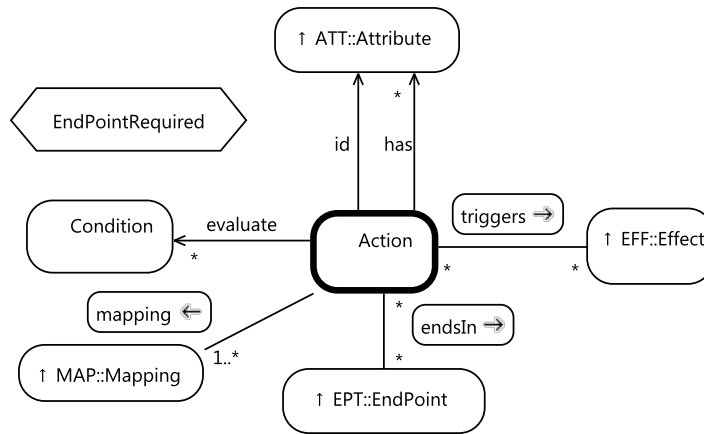 ↑ ATT::Attribute
*
EndPointRequired
id
has
Condition
evaluate
*
Action
triggers →
*
*
↑ EFF::Effect
mapping ←
1..*
↑ MAP::Mapping
*
endsIn →
*
↑ EPT::EndPoint